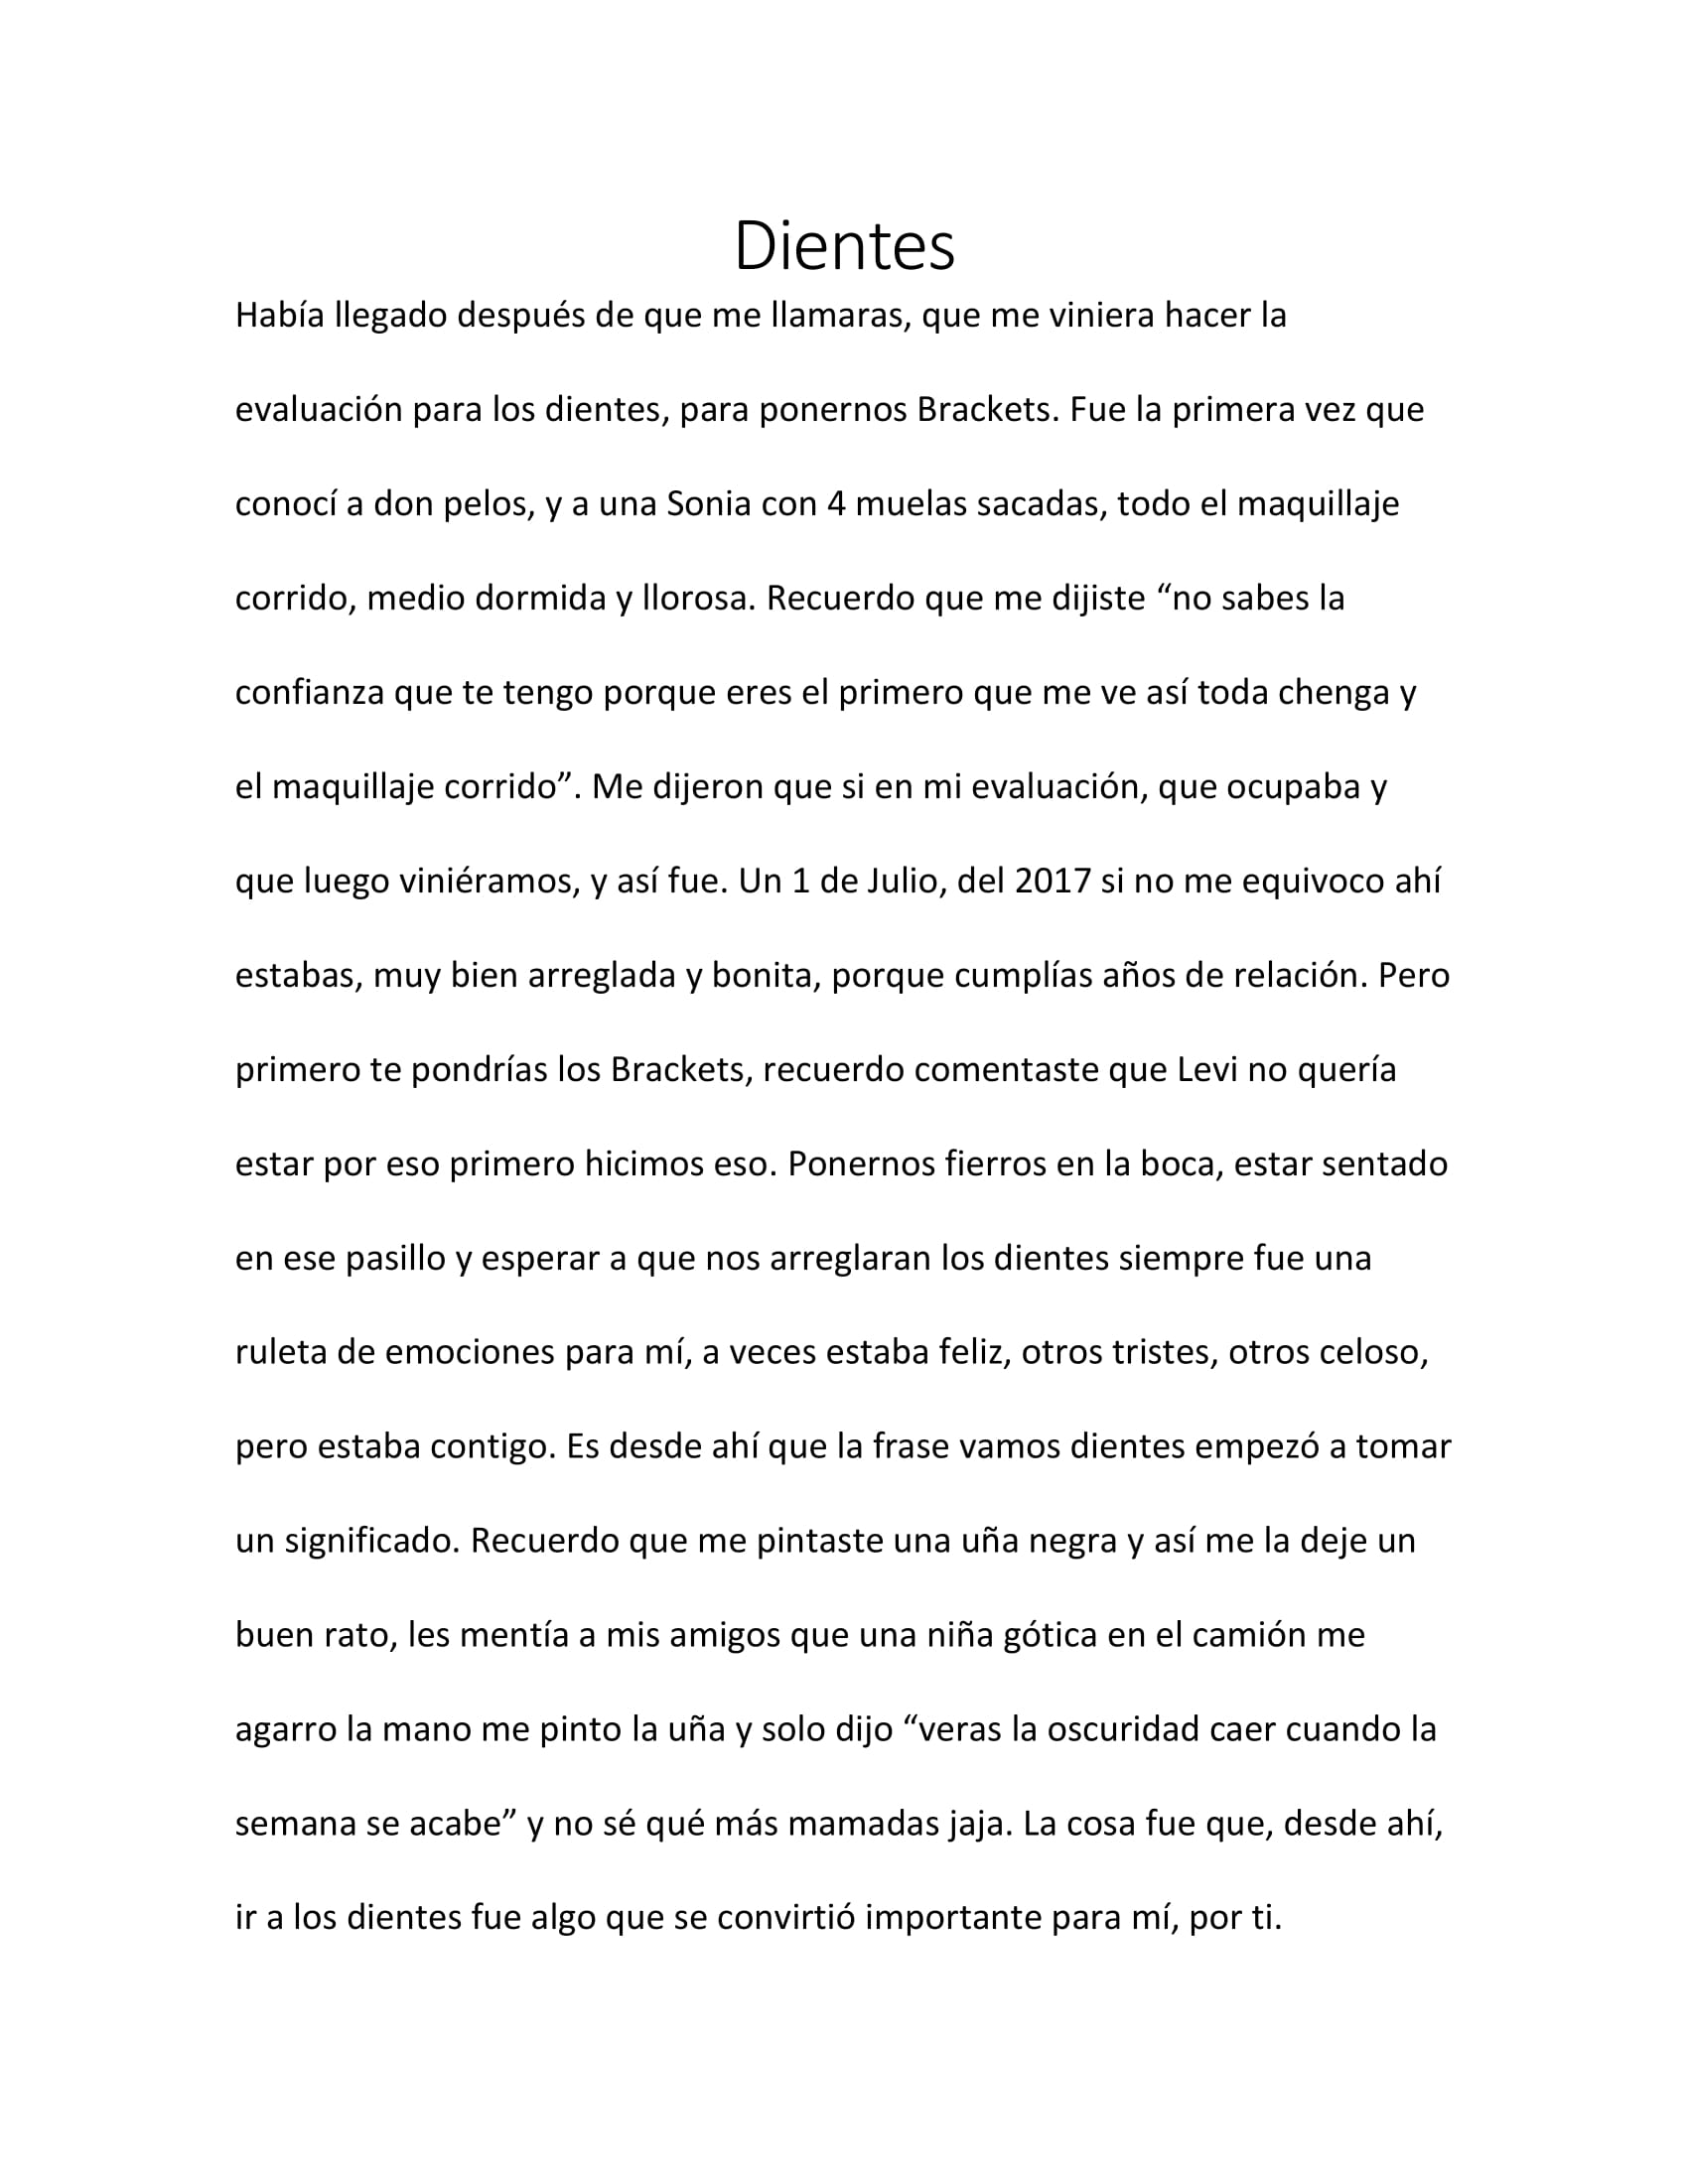 Dientes
Había llegado después de que me llamaras, que me viniera hacer la
evaluación para los dientes, para ponernos Brackets. Fue la primera vez que
conocí a don pelos, y a una Sonia con 4 muelas sacadas, todo el maquillaje
corrido, medio dormida y llorosa. Recuerdo que me dijiste “no sabes la
confianza que te tengo porque eres el primero que me ve así toda chenga y
el maquillaje corrido”. Me dijeron que si en mi evaluación, que ocupaba y
que luego viniéramos, y así fue. Un 1 de Julio, del 2017 si no me equivoco ahí
estabas, muy bien arreglada y bonita, porque cumplías años de relación. Pero
primero te pondrías los Brackets, recuerdo comentaste que Levi no quería
estar por eso primero hicimos eso. Ponernos fierros en la boca, estar sentado
en ese pasillo y esperar a que nos arreglaran los dientes siempre fue una
ruleta de emociones para mí, a veces estaba feliz, otros tristes, otros celoso,
pero estaba contigo. Es desde ahí que la frase vamos dientes empezó a tomar
un significado. Recuerdo que me pintaste una uña negra y así me la deje un
buen rato, les mentía a mis amigos que una niña gótica en el camión me
agarro la mano me pinto la uña y solo dijo “veras la oscuridad caer cuando la
semana se acabe” y no sé qué más mamadas jaja. La cosa fue que, desde ahí,
ir a los dientes fue algo que se convirtió importante para mí, por ti.